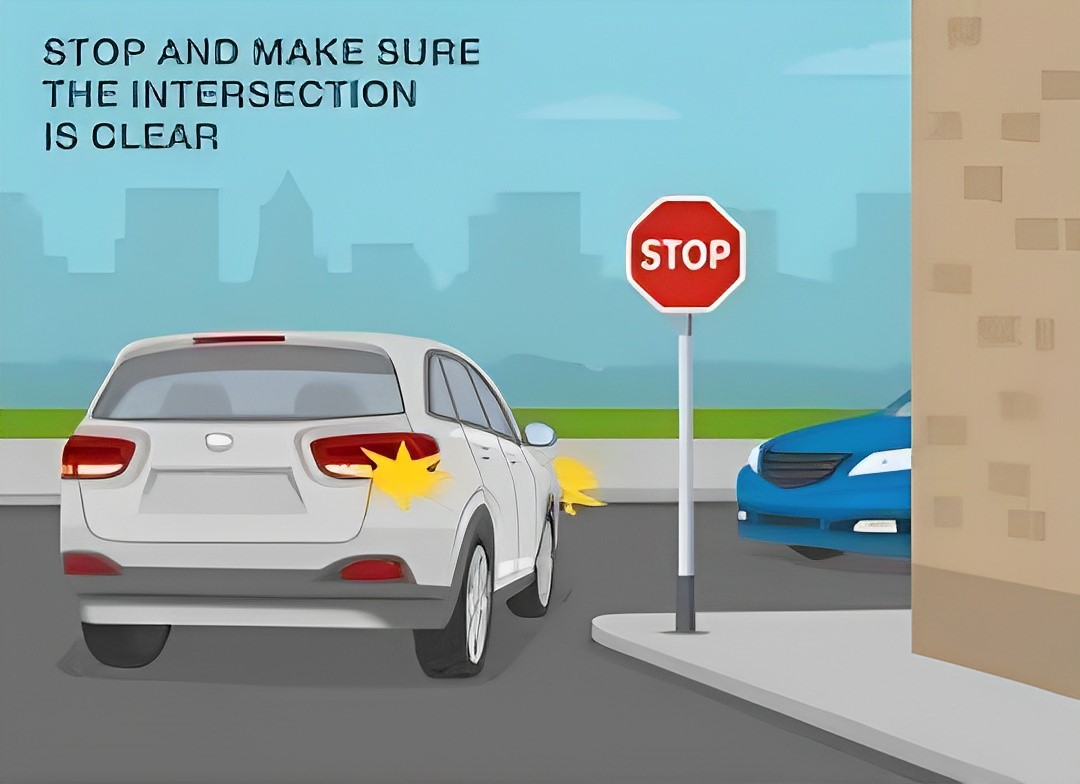 STOP AND MAKE SURE
THE INTERSECTION
IS CLEAR
STOP